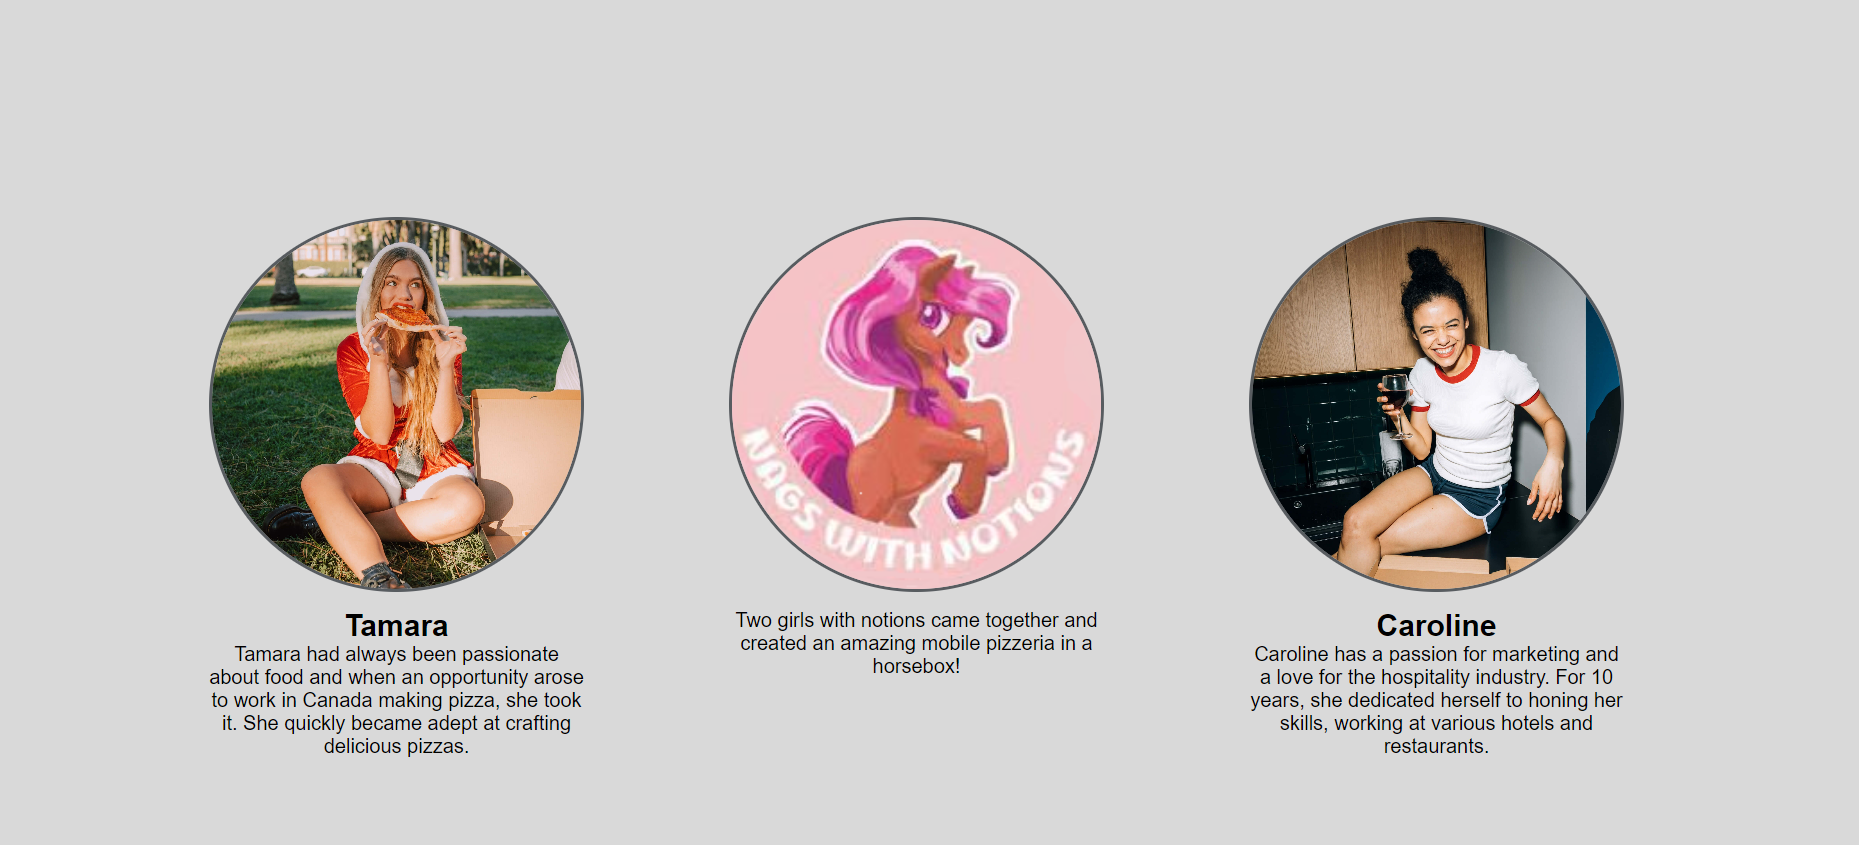 NAGS WITH NOTIONS
Tamara
Tamara had always been passionate
about food and when an opportunity arose
to work in Canada making pizza, she took
it. She quickly became adept at crafting
delicious pizzas.
Two girls with notions came together and
created an amazing mobile pizzeria in a
horsebox!
Caroline
Caroline has a passion for marketing and
a love for the hospitality industry. For 10
years, she dedicated herself to honing her
skills, working at various hotels and
restaurants.